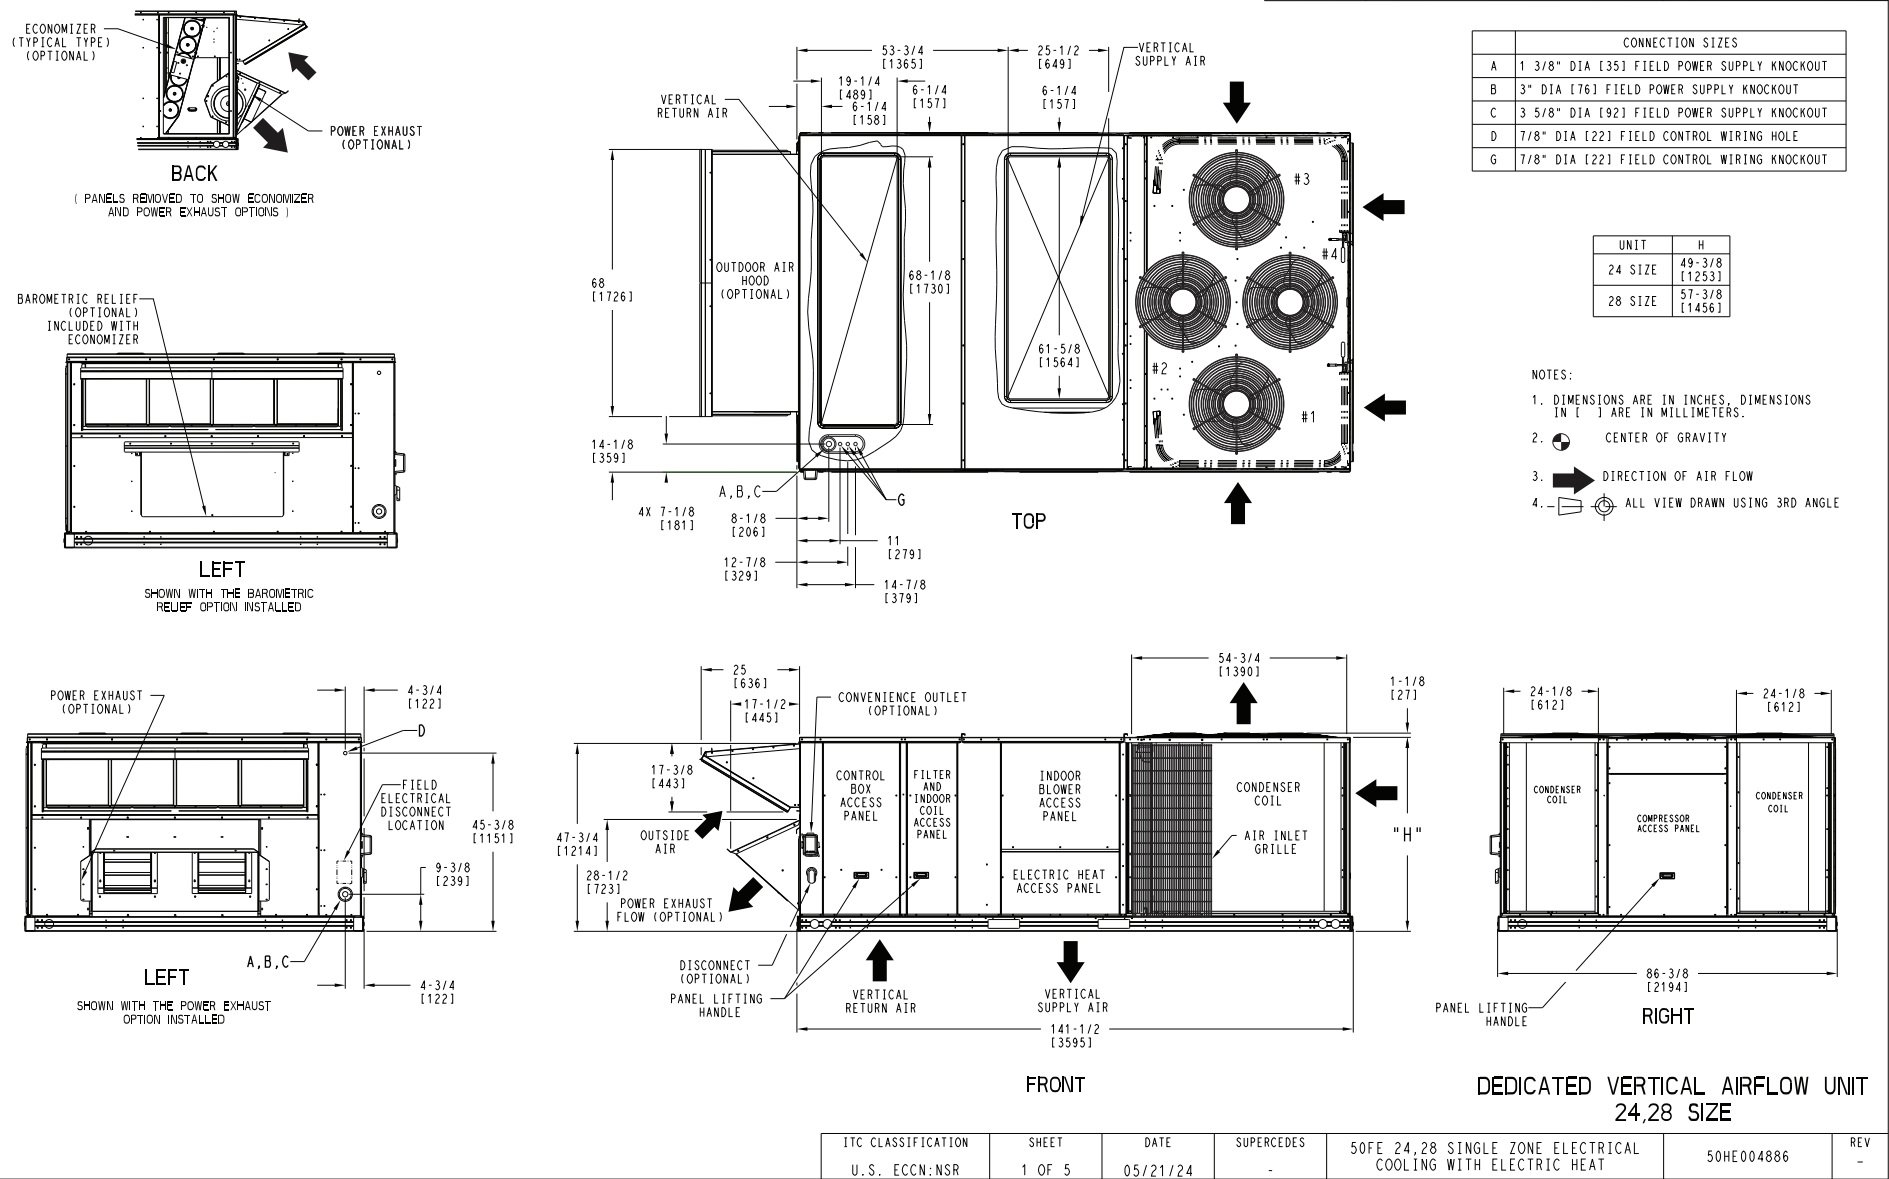 ECONOMIZER
(TYPICAL TYPE)
(OPTIONAL)
POWER EXHAUST
(OPTIONAL)
BACK
( PANELS REMOVED TO SHOW ECONOMIZER
AND POWER EXHAUST OPTIONS )
BAROMETRIC RELIEF
(OPTIONAL)
INCLUDED WITH
ECONOMIZER
LEFT
SHOWN WITH THE BAROMETRIC
RELIEF OPTION INSTALLED
53-3/4
[1365]
25-1/2
[649]
VERTICAL
SUPPLY AIR
19-1/4
[489]
6-1/4
[158]
6-1/4
[157]
6-1/4
[157]
VERTICAL
RETURN AIR
#3
#4
#2
#1
OUTDOOR AIR
HOOD
(OPTIONAL)
68
[1726]
68-1/8
[1730]
61-5/8
[1564]
14-1/8
[359]
4X 7-1/8
[181]
A,B,C
G
8-1/8
[206]
11
[279]
12-7/8
[329]
14-7/8
[379]
TOP
CONNECTION SIZES
A 1 3/8" DIA [35] FIELD POWER SUPPLY KNOCKOUT
B 3" DIA [76] FIELD POWER SUPPLY KNOCKOUT
C 3 5/8" DIA [92] FIELD POWER SUPPLY KNOCKOUT
D 7/8" DIA [22] FIELD CONTROL WIRING HOLE
G 7/8" DIA [22] FIELD CONTROL WIRING KNOCKOUT
UNIT H
24 SIZE 49-3/8 [1253]
28 SIZE 57-3/8 [1456]
NOTES:
1. DIMENSIONS ARE IN INCHES, DIMENSIONS
IN [ ] ARE IN MILLIMETERS.
2. CENTER OF GRAVITY
3. DIRECTION OF AIR FLOW
4. ALL VIEW DRAWN USING 3RD ANGLE
POWER EXHAUST
(OPTIONAL)
4-3/4
[122]
D
FIELD
ELECTRICAL
DISCONNECT
LOCATION
45-3/8
[1151]
9-3/8
[239]
A,B,C
4-3/4
[122]
LEFT
SHOWN WITH THE POWER EXHAUST
OPTION INSTALLED
25
[636]
17-1/2
[445]
CONVENIENCE OUTLET
(OPTIONAL)
54-3/4
[1390]
1-1/8
[27]
17-3/8
[443]
OUTSIDE
AIR
47-3/4
[1214]
28-1/2
[723]
POWER EXHAUST
FLOW (OPTIONAL)
CONTROL
BOX
ACCESS
PANEL
FILTER
AND
INDOOR
COIL
ACCESS
PANEL
INDOOR
BLOWER
ACCESS
PANEL
ELECTRIC HEAT
ACCESS PANEL
CONDENSER
COIL
AIR INLET
GRILLE
"H"
DISCONNECT
(OPTIONAL)
PANEL LIFTING
HANDLE
VERTICAL
RETURN AIR
VERTICAL
SUPPLY AIR
141-1/2
[3595]
FRONT
24-1/8
[612]
24-1/8
[612]
CONDENSER
COIL
CONDENSER
COIL
COMPRESSOR
ACCESS PANEL
86-3/8
[2194]
PANEL LIFTING
HANDLE
RIGHT
DEDICATED VERTICAL AIRFLOW UNIT
24,28 SIZE
ITC CLASSIFICATION
U.S. ECCN:NSR
SHEET
1 OF 5
DATE
05/21/24
SUPERCEDES
-
50FE 24,28 SINGLE ZONE ELECTRICAL
COOLING WITH ELECTRIC HEAT
50HE004886
REV
-